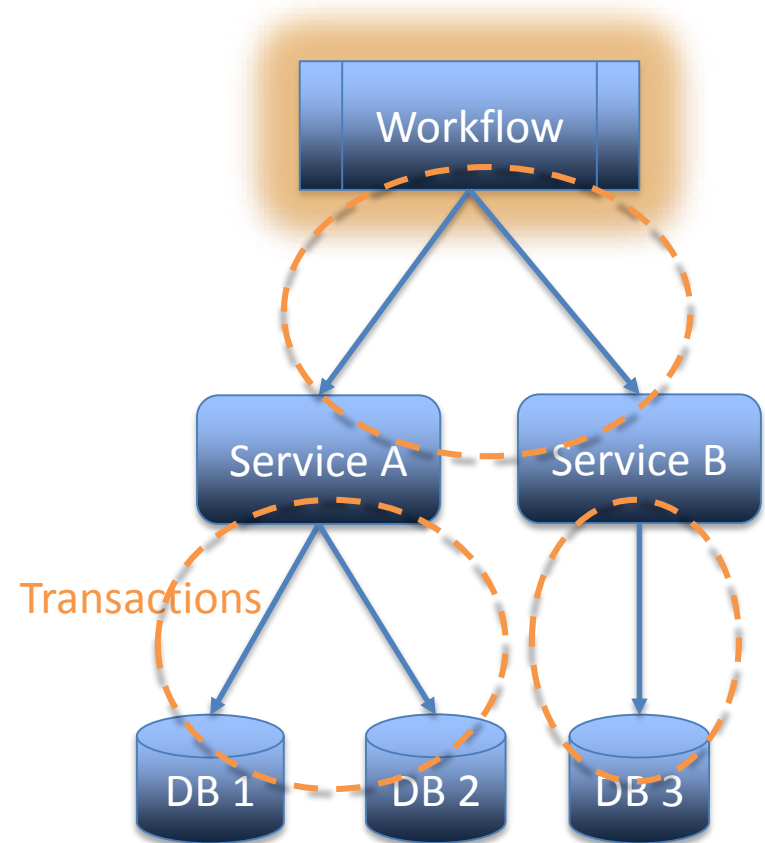 Workflow
Service A
Service B
Transactions
DB 1
DB 2
DB 3